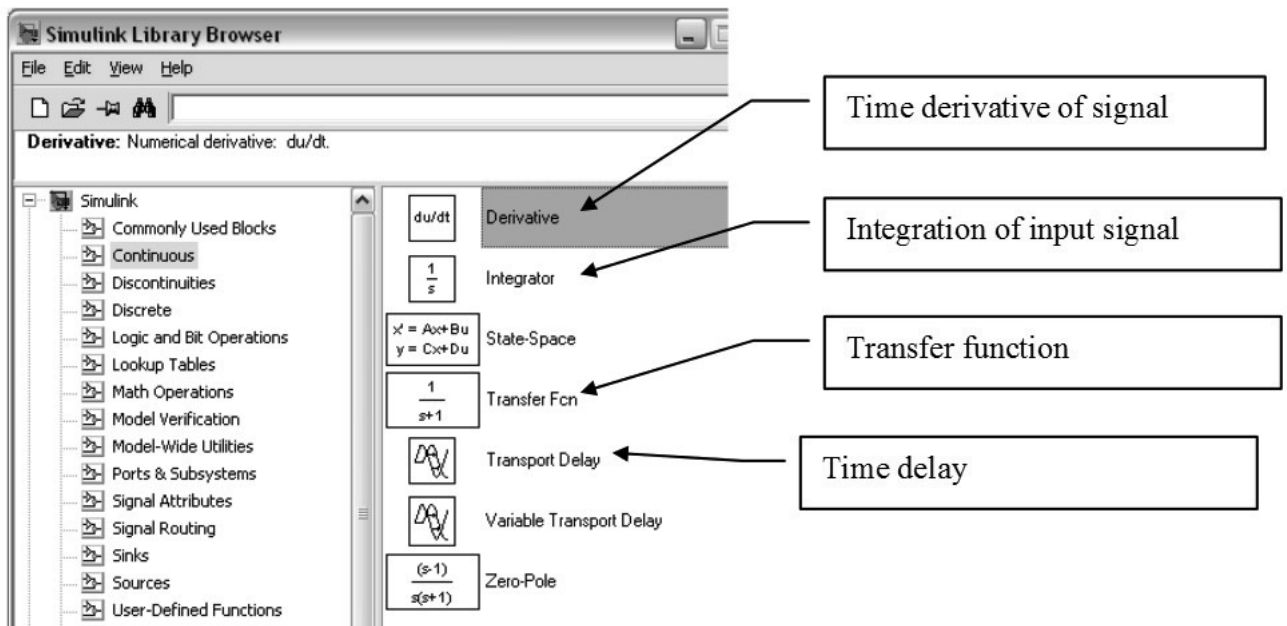 Simulink Library Browser
File Edit View Help
Derivative: Numerical derivative: du/dt.
Simulink
Commonly Used Blocks
Continuous
Discontinuities
Discrete
Logic and Bit Operations
Lookup Tables
Math Operations
Model Verification
Model-Wide Utilities
Ports & Subsystems
Signal Attributes
Signal Routing
Sinks
Sources
User-Defined Functions
du/dt Derivative
1
s
Integrator
x' = Ax+Bu
y = Cx+Du
State-Space
1
s+1
Transfer Fcn
Transport Delay
Variable Transport Delay
(s-1)
s(s+1)
Zero-Pole
Time derivative of signal
Integration of input signal
Transfer function
Time delay